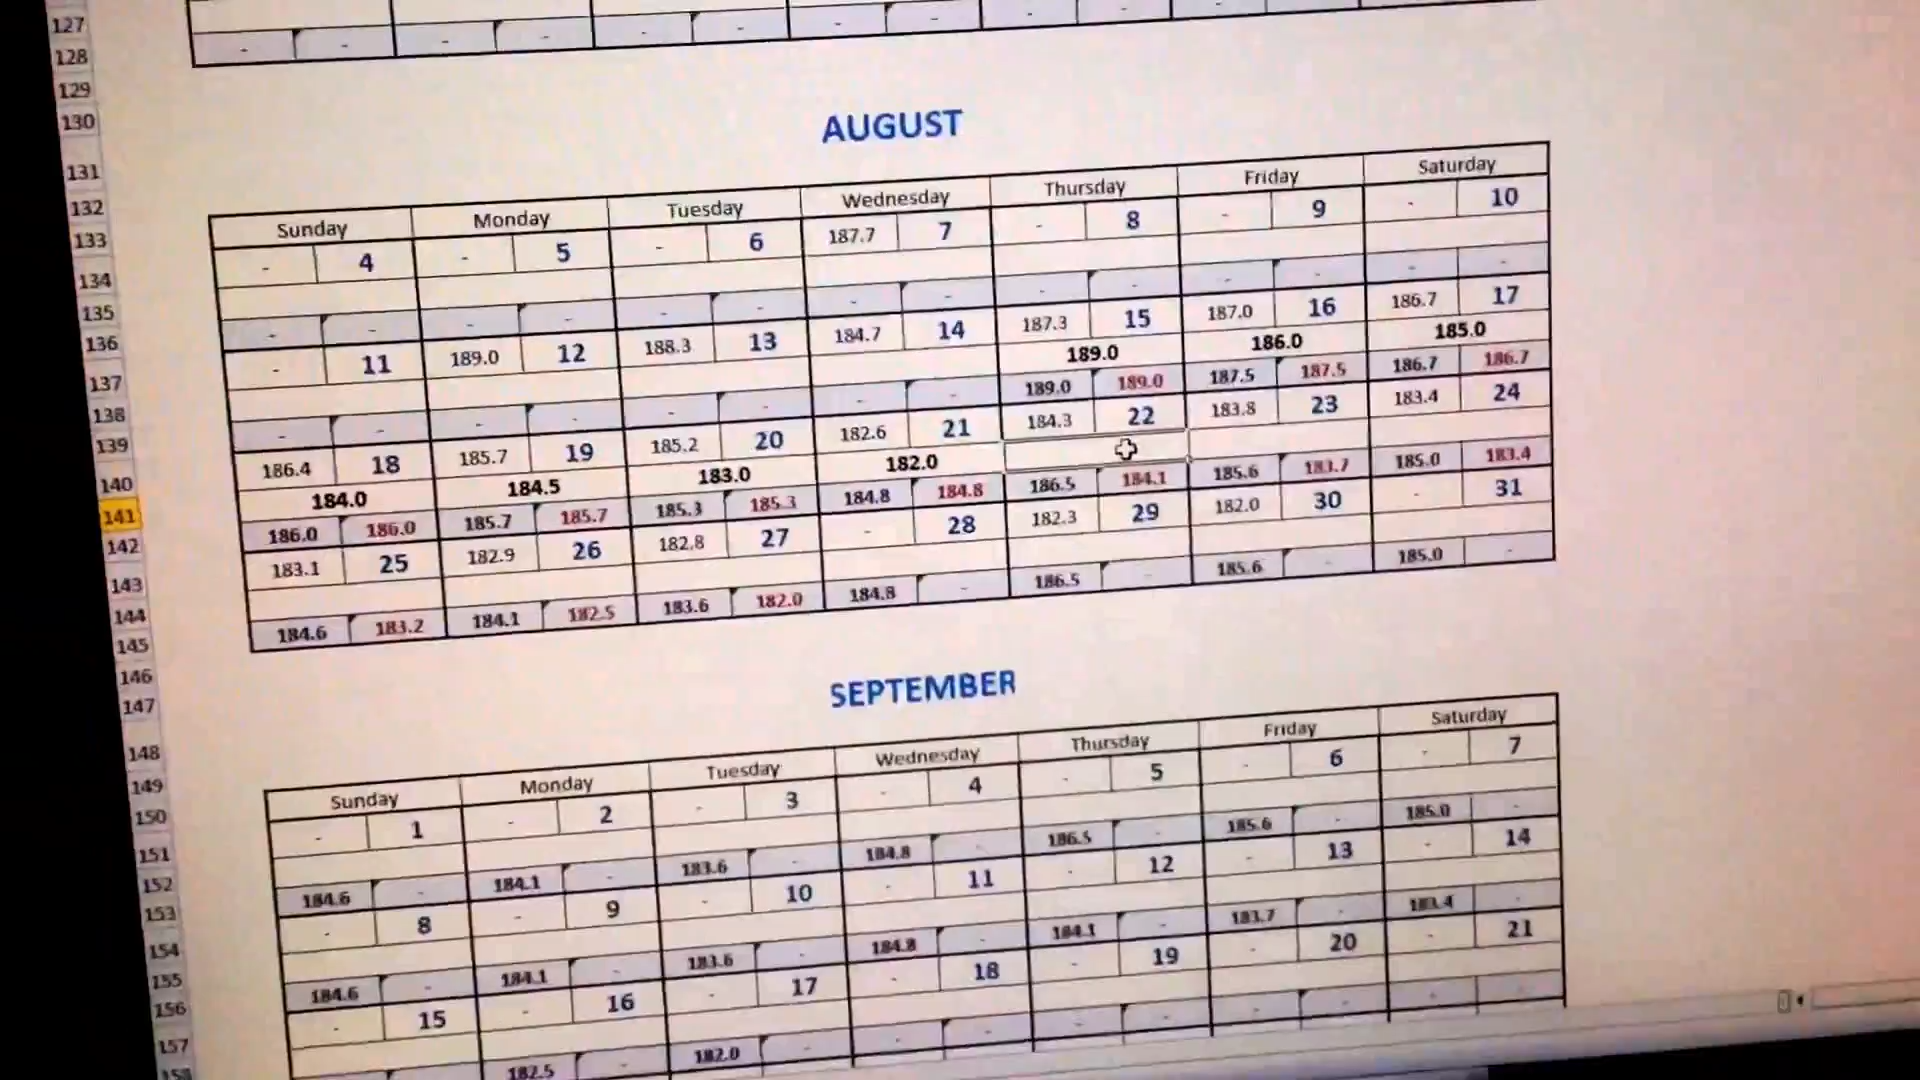 127
- - - - - - - - - - - -
128
129
130
AUGUST
131
132
Sunday Monday Tuesday Wednesday Thursday Friday Saturday
133
- 4 - 5 - 6 187.7 7 - 8 - 9 - 10
134
135
- - - - - - - - - - - - - -
136
- 11 189.0 12 188.3 13 184.7 14 187.3 15 187.0 16 186.7 17
137
189.0 186.0 185.0
138
- - - - - - - - 189.0 189.0 187.5 187.5 186.7 186.7
139
186.4 18 185.7 19 185.2 20 182.6 21 184.3 22 183.8 23 183.4 24
140
184.0 184.5 183.0 182.0
141
186.0 186.0 185.7 185.7 185.3 185.3 184.8 184.8 186.5 184.1 185.6 183.7 185.0 183.4
142
183.1 25 182.9 26 182.8 27 - 28 182.3 29 182.0 30 - 31
143
144
184.6 183.2 184.1 182.5 183.6 182.0 184.8 - 186.5 - 185.6 - 185.0 -
145
146
147
SEPTEMBER
148
149
Sunday Monday Tuesday Wednesday Thursday Friday Saturday
150
- 1 - 2 - 3 - 4 - 5 - 6 - 7
151
152
184.6 - 184.1 - 183.6 - 184.8 - 186.5 - 185.6 - 185.0 -
153
- 8 - 9 - 10 - 11 - 12 - 13 - 14
154
155
184.6 - 184.1 - 183.6 - 184.8 - 184.1 - 183.7 - 183.4 -
156
- 15 - 16 - 17 - 18 - 19 - 20 - 21
157
158
182.5 - 182.0 - - - - - - - - -